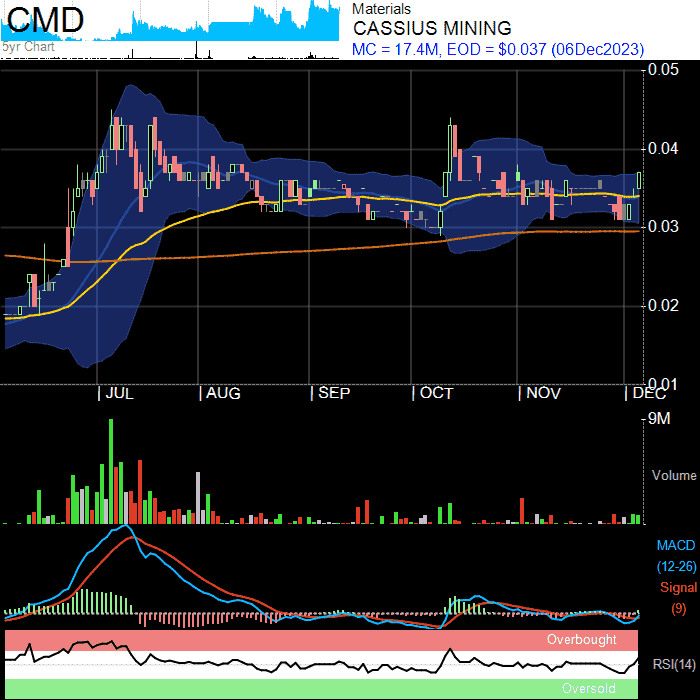 CMD
5yr Chart
Materials
CASSIUS MINING
MC = 17.4M, EOD = $0.037 (06Dec2023)
0.05
0.04
0.03
0.02
0.01
| JUL | AUG | SEP | OCT | NOV | DEC
9M
Volume
MACD
(12-26)
Signal
(9)
Overbought
RSI(14)
Oversold